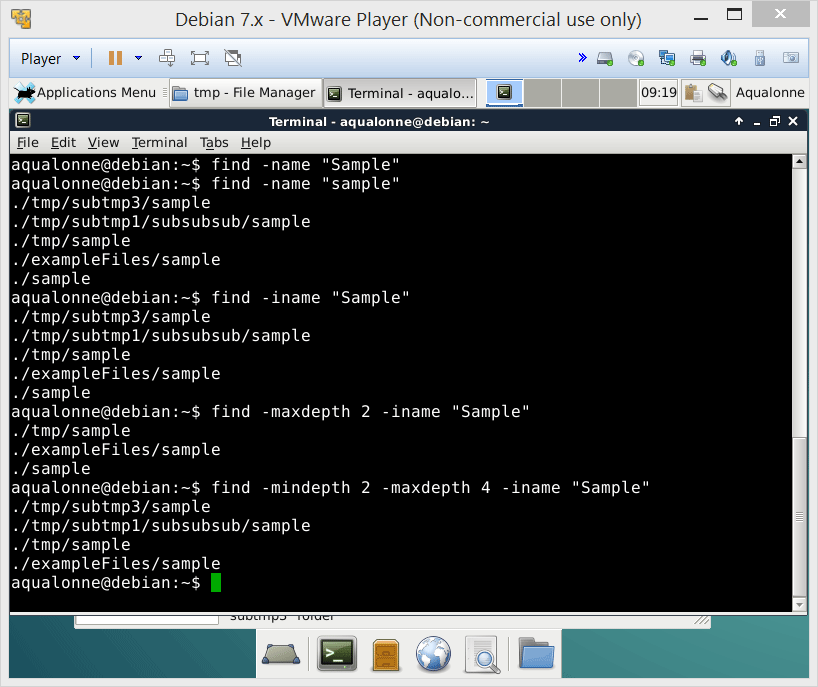 Debian 7.x - VMware Player (Non-commercial use only)
Player
Applications Menu
tmp - File Manager
Terminal - aqualo...
09:19
Aqualonne
Terminal - aqualonne@debian: ~
File Edit View Terminal Tabs Help
aqualonne@debian:~$ find -name "Sample"
aqualonne@debian:~$ find -name "sample"
./tmp/subtmp3/sample
./tmp/subtmp1/subsubsub/sample
./tmp/sample
./exampleFiles/sample
./sample
aqualonne@debian:~$ find -iname "Sample"
./tmp/subtmp3/sample
./tmp/subtmp1/subsubsub/sample
./tmp/sample
./exampleFiles/sample
./sample
aqualonne@debian:~$ find -maxdepth 2 -iname "Sample"
./tmp/sample
./exampleFiles/sample
./sample
aqualonne@debian:~$ find -mindepth 2 -maxdepth 4 -iname "Sample"
./tmp/subtmp3/sample
./tmp/subtmp1/subsubsub/sample
./tmp/sample
./exampleFiles/sample
aqualonne@debian:~$
"subtmp3" folder